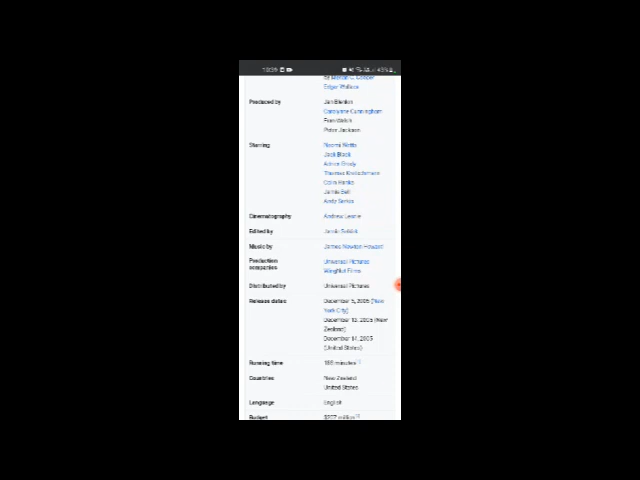 Edgar Wallace
Produced by
Jan Blenkin
Carolynne Cunningham
Fran Walsh
Peter Jackson
Starring
Naomi Watts
Jack Black
Adrien Brody
Thomas Kretschmann
Colin Hanks
Jamie Bell
Andy Serkis
Cinematography
Andrew Lesnie
Edited by
Jamie Selkirk
Music by
James Newton Howard
Production
companies
Universal Pictures
WingNut Films
Distributed by
Universal Pictures
Release dates
December 5, 2005 (New
York City)
December 13, 2005 (New
Zealand)
December 14, 2005
(United States)
Running time
minutes
Countries
New Zealand
United States
Language
English
Budget
$207 million